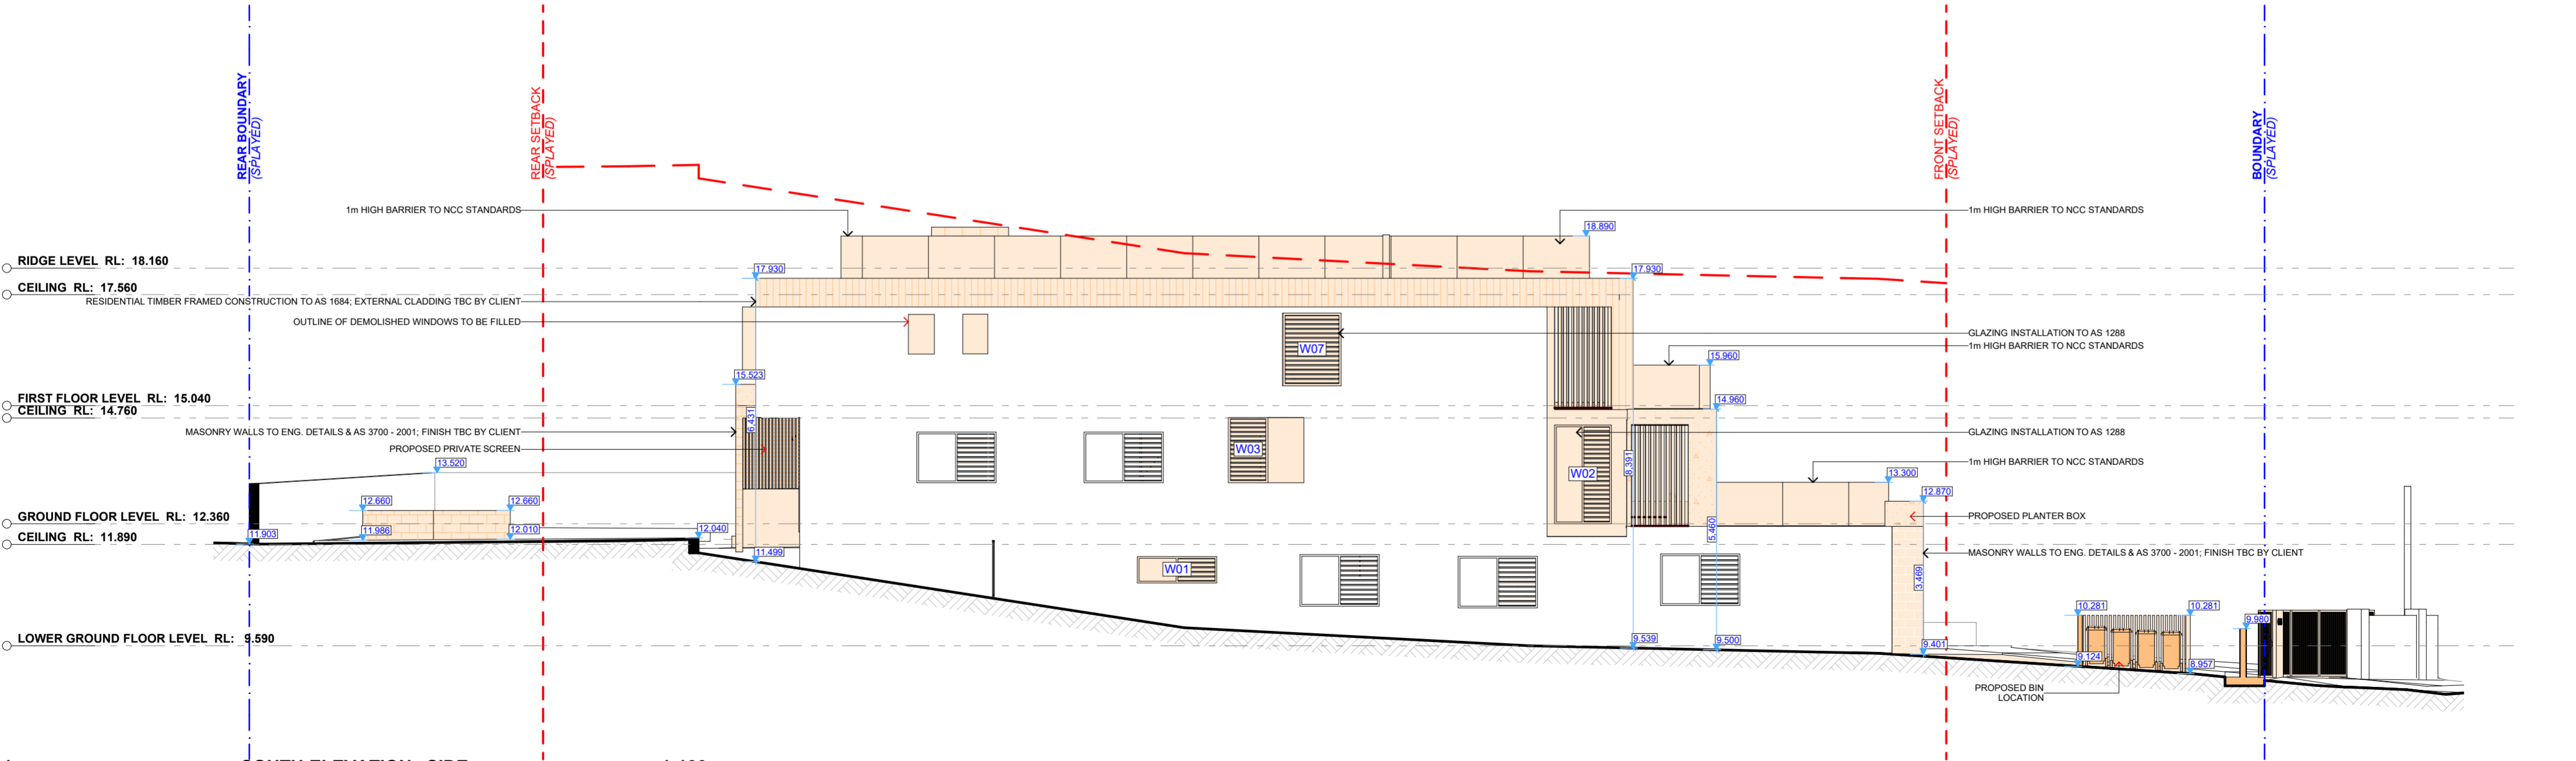 REAR BOUNDARY
(SPLAYED)
REAR SETBACK
(SPLAYED)
FRONT SETBACK
(SPLAYED)
BOUNDARY
(SPLAYED)
1m HIGH BARRIER TO NCC STANDARDS
1m HIGH BARRIER TO NCC STANDARDS
18.890
RIDGE LEVEL RL: 18.160
17.930
17.930
CEILING RL: 17.560
RESIDENTIAL TIMBER FRAMED CONSTRUCTION TO AS 1684; EXTERNAL CLADDING TBC BY CLIENT
OUTLINE OF DEMOLISHED WINDOWS TO BE FILLED
GLAZING INSTALLATION TO AS 1288
W07
1m HIGH BARRIER TO NCC STANDARDS
15.960
15.523
FIRST FLOOR LEVEL RL: 15.040
14.960
CEILING RL: 14.760
6.431
MASONRY WALLS TO ENG. DETAILS & AS 3700 - 2001; FINISH TBC BY CLIENT
GLAZING INSTALLATION TO AS 1288
PROPOSED PRIVATE SCREEN
W03
13.520
8.391
1m HIGH BARRIER TO NCC STANDARDS
W02
13.300
12.870
12.660
12.660
GROUND FLOOR LEVEL RL: 12.360
PROPOSED PLANTER BOX
11.903
11.986
12.010
12.040
5.460
CEILING RL: 11.890
11.499
MASONRY WALLS TO ENG. DETAILS & AS 3700 - 2001; FINISH TBC BY CLIENT
W01
3.469
10.281
10.281
9.980
LOWER GROUND FLOOR LEVEL RL: 9.590
9.539
9.500
9.401
9.124
8.957
PROPOSED BIN
LOCATION